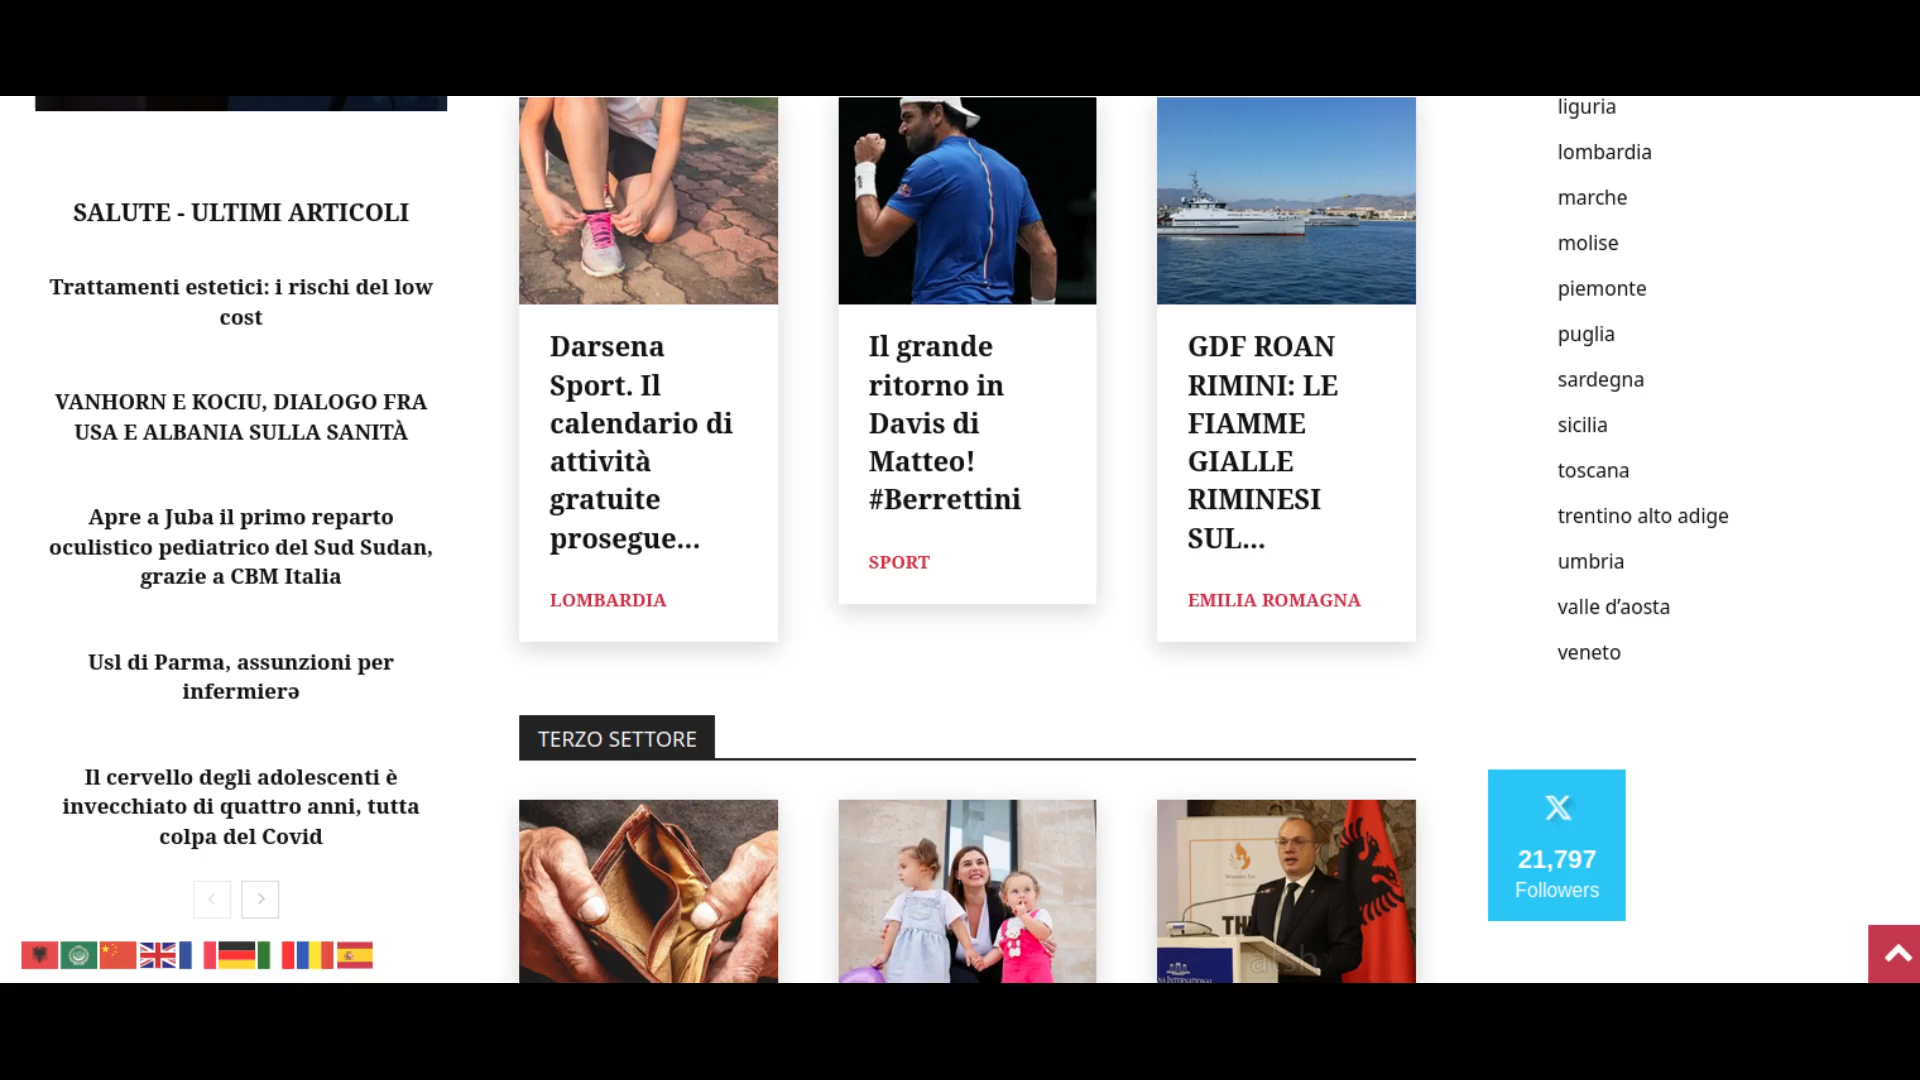 SALUTE - ULTIMI ARTICOLI
Trattamenti estetici: i rischi del low
cost
VANHORN E KOCIU, DIALOGO FRA
USA E ALBANIA SULLA SANITÀ
Apre a Juba il primo reparto
oculistico pediatrico del Sud Sudan,
grazie a CBM Italia
Usl di Parma, assunzioni per
infermierə
Il cervello degli adolescenti è
invecchiato di quattro anni, tutta
colpa del Covid
Darsena
Sport. Il
calendario di
attività
gratuite
prosegue...
LOMBARDIA
Il grande
ritorno in
Davis di
Matteo!
#Berrettini
SPORT
GDF ROAN
RIMINI: LE
FIAMME
GIALLE
RIMINESI
SUL...
EMILIA ROMAGNA
TERZO SETTORE
liguria
lombardia
marche
molise
piemonte
puglia
sardegna
sicilia
toscana
trentino alto adige
umbria
valle d’aosta
veneto
21,797
Followers